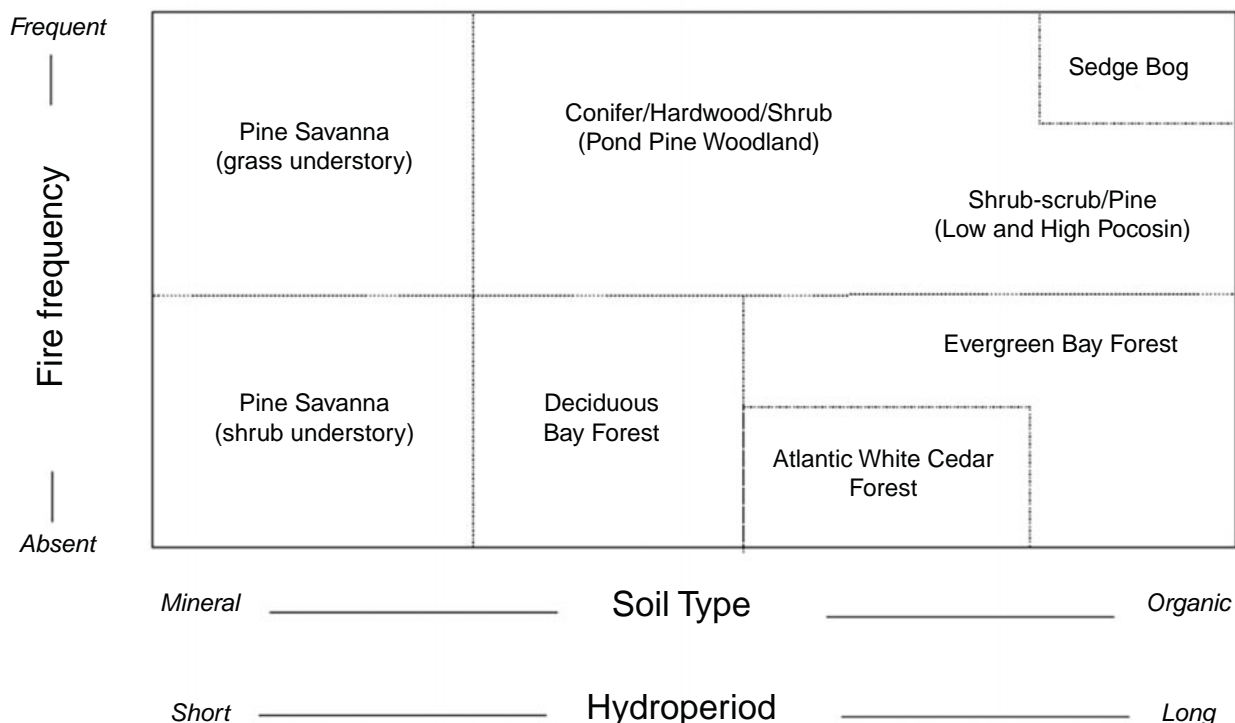 Frequent
Fire frequency
Absent
Sedge Bog
Conifer/Hardwood/Shrub
(Pond Pine Woodland)
Pine Savanna
(grass understory)
Shrub-scrub/Pine
(Low and High Pocosin)
Evergreen Bay Forest
Pine Savanna
(shrub understory)
Deciduous
Bay Forest
Atlantic White Cedar
Forest
Mineral
Soil Type
Organic
Short
Hydroperiod
Long